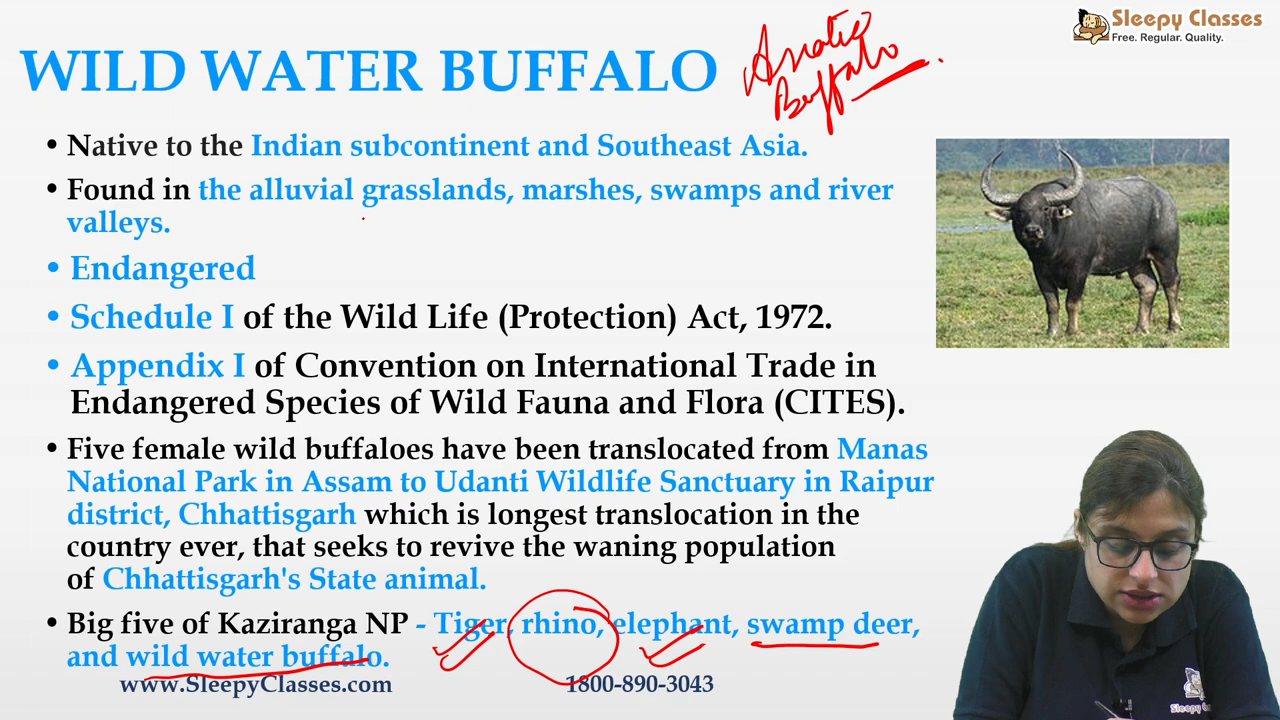 Sleepy Classes
Free. Regular. Quality.
WILD WATER BUFFALO
Asiatic
Buffalo
• Native to the Indian subcontinent and Southeast Asia.
• Found in the alluvial grasslands, marshes, swamps and river
valleys.
• Endangered
• Schedule I of the Wild Life (Protection) Act, 1972.
• Appendix I of Convention on International Trade in
Endangered Species of Wild Fauna and Flora (CITES).
• Five female wild buffaloes have been translocated from Manas
National Park in Assam to Udanti Wildlife Sanctuary in Raipur
district, Chhattisgarh which is longest translocation in the
country ever, that seeks to revive the waning population
of Chhattisgarh's State animal.
• Big five of Kaziranga NP - Tiger, rhino, elephant, swamp deer,
and wild water buffalo.
www.SleepyClasses.com
1800-890-3043